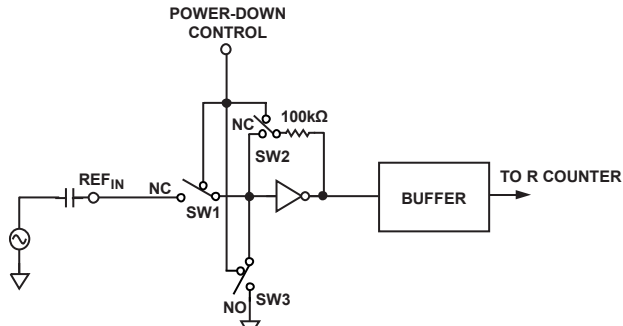 POWER-DOWN
CONTROL
100kΩ
NC
SW2
REFIN
NC
SW1
BUFFER
TO R COUNTER
NO
SW3